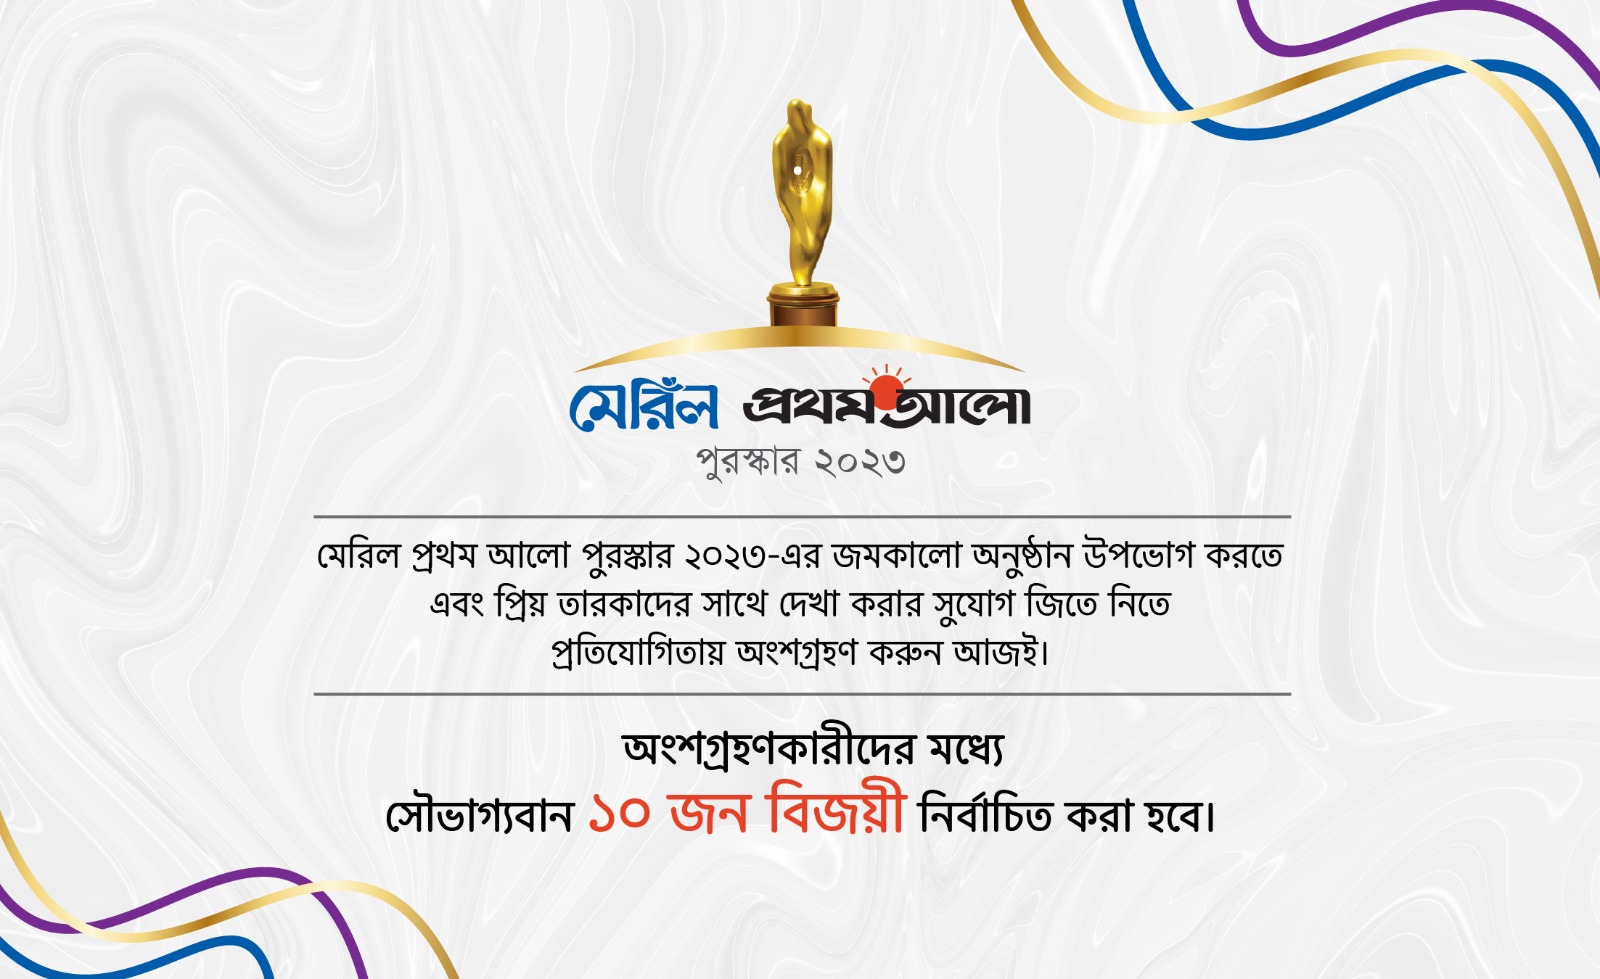 মেরিল প্রথম আলো
পুরস্কার ২০২৩
মেরিল প্রথম আলো পুরস্কার ২০২৩-এর জমকালো অনুষ্ঠান উপভোগ করতে
এবং প্রিয় তারকাদের সাথে দেখা করার সুযোগ জিতে নিতে
প্রতিযোগিতায় অংশগ্রহণ করুন আজই।
অংশগ্রহণকারীদের মধ্যে
সৌভাগ্যবান ১০ জন বিজয়ী নির্বাচিত করা হবে।